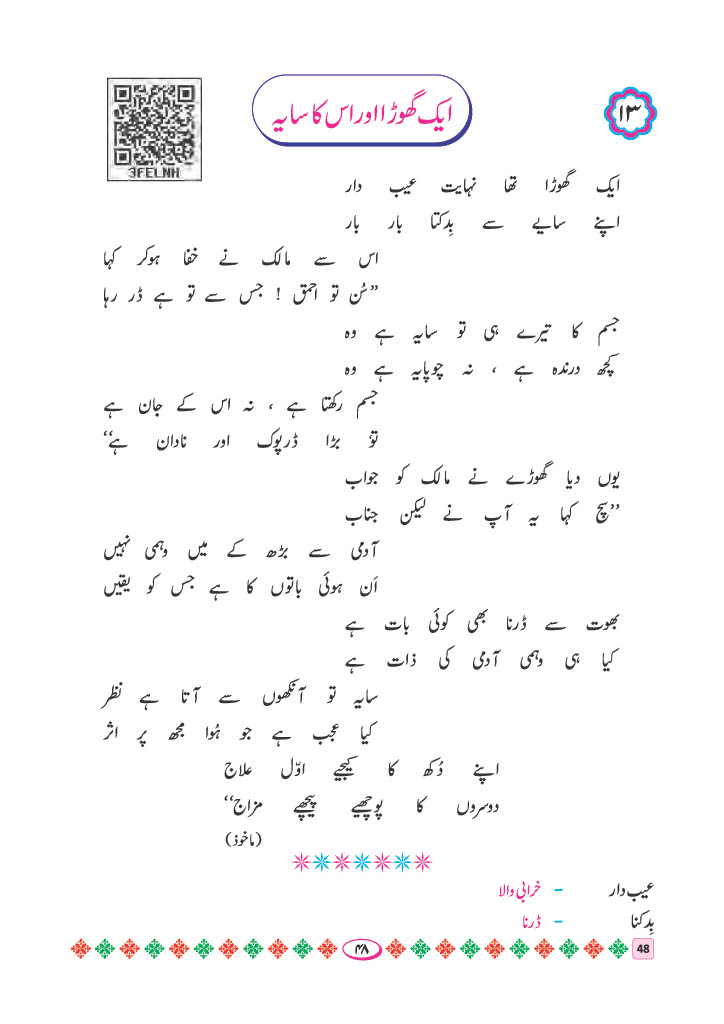 ۱۳
ایک گھوڑا اور اس کا سایہ
3FELNH
ایک گھوڑا تھا نہایت عیب دار
اپنے سایے سے بِدکتا بار بار
اس سے مالک نے خفا ہوکر کہا
”سُن تو احمق ! جس سے تو ہے ڈر رہا
جسم کا تیرے ہی تو سایہ ہے وہ
کچھ درندہ ہے ، نہ چوپایہ ہے وہ
جسم رکھتا ہے ، نہ اس کے جان ہے
توٗ بڑا ڈرپوک اور نادان ہے“
یوں دیا گھوڑے نے مالک کو جواب
”سچ کہا یہ آپ نے لیکن جناب
آدمی سے بڑھ کے میں وہمی نہیں
اَن ہوئی باتوں کا ہے جس کو یقیں
بھوت سے ڈرنا بھی کوئی بات ہے
کیا ہی وہمی آدمی کی ذات ہے
سایہ تو آنکھوں سے آتا ہے نظر
کیا عجب ہے جو ہُوا مجھ پر اثر
اپنے دُکھ کا کیجیے اوّل علاج
دوسروں کا پوچھیے پیچھے مزاج“
(ماخوذ)
عیب دار - خرابی والا
بِدکنا - ڈرنا
۴۸
48